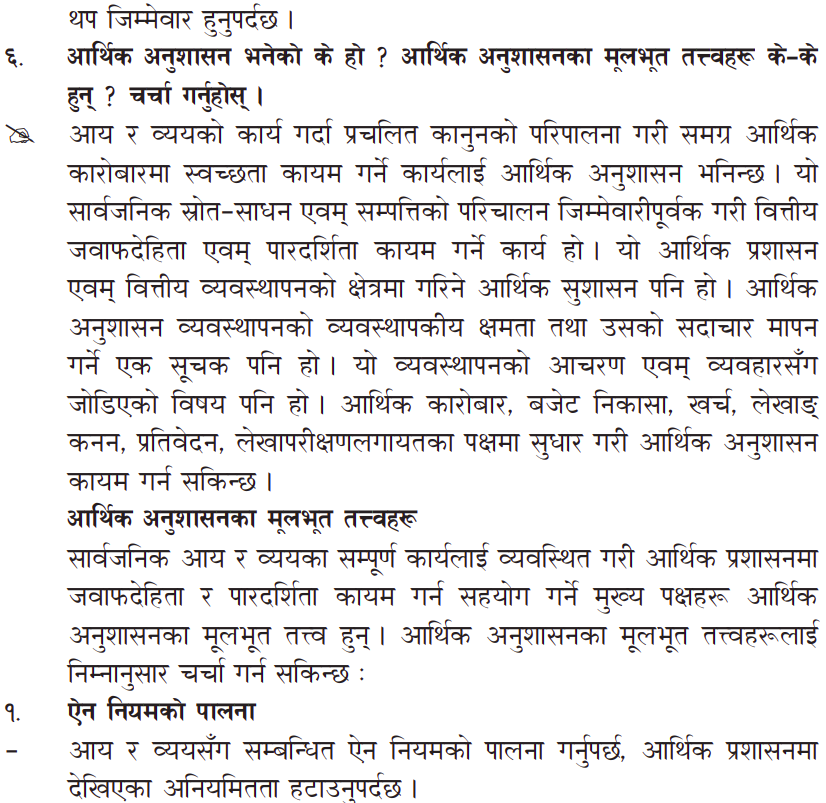 थप जिम्मेवार हुनुपर्दछ ।
६. आर्थिक अनुशासन भनेको के हो ? आर्थिक अनुशासनका मूलभूत तत्त्वहरू के–के
हुन् ? चर्चा गर्नुहोस् ।
आय र व्ययको कार्य गर्दा प्रचलित कानुनको परिपालना गरी समग्र आर्थिक
कारोबारमा स्वच्छता कायम गर्ने कार्यलाई आर्थिक अनुशासन भनिन्छ । यो
सार्वजनिक स्रोत–साधन एवम् सम्पत्तिको परिचालन जिम्मेवारीपूर्वक गरी वित्तीय
जवाफदेहिता एवम् पारदर्शिता कायम गर्ने कार्य हो । यो आर्थिक प्रशासन
एवम् वित्तीय व्यवस्थापनको क्षेत्रमा गरिने आर्थिक सुशासन पनि हो । आर्थिक
अनुशासन व्यवस्थापनको व्यवस्थापकीय क्षमता तथा उसको सदाचार मापन
गर्ने एक सूचक पनि हो । यो व्यवस्थापनको आचरण एवम् व्यवहारसँग
जोडिएको विषय पनि हो । आर्थिक कारोबार, बजेट निकासा, खर्च, लेखाङ्
कनन, प्रतिवेदन, लेखापरीक्षणलगायतका पक्षमा सुधार गरी आर्थिक अनुशासन
कायम गर्न सकिन्छ ।
आर्थिक अनुशासनका मूलभूत तत्त्वहरू
सार्वजनिक आय र व्ययका सम्पूर्ण कार्यलाई व्यवस्थित गरी आर्थिक प्रशासनमा
जवाफदेहिता र पारदर्शिता कायम गर्न सहयोग गर्ने मुख्य पक्षहरू आर्थिक
अनुशासनका मूलभूत तत्त्व हुन् । आर्थिक अनुशासनका मूलभूत तत्त्वहरूलाई
निम्नानुसार चर्चा गर्न सकिन्छ :
१. ऐन नियमको पालना
– आय र व्ययसँग सम्बन्धित ऐन नियमको पालना गर्नुपर्छ, आर्थिक प्रशासनमा
देखिएका अनियमितता हटाउनुपर्दछ ।